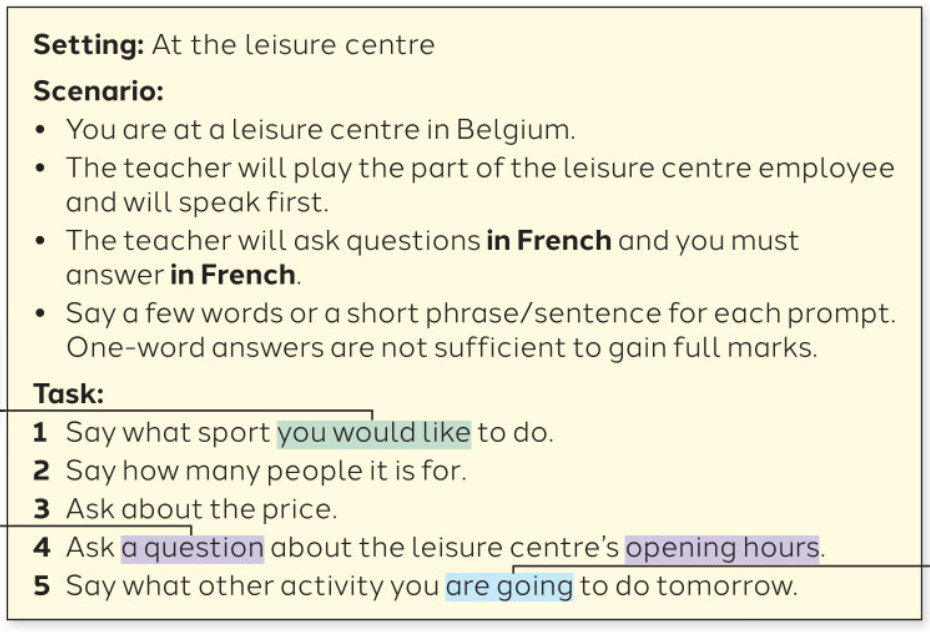 Setting: At the leisure centre
Scenario:
• You are at a leisure centre in Belgium.
• The teacher will play the part of the leisure centre employee
and will speak first.
• The teacher will ask questions in French and you must
answer in French.
• Say a few words or a short phrase/sentence for each prompt.
One-word answers are not sufficient to gain full marks.
Task:
1 Say what sport you would like to do.
2 Say how many people it is for.
3 Ask about the price.
4 Ask a question about the leisure centre's opening hours.
5 Say what other activity you are going to do tomorrow.